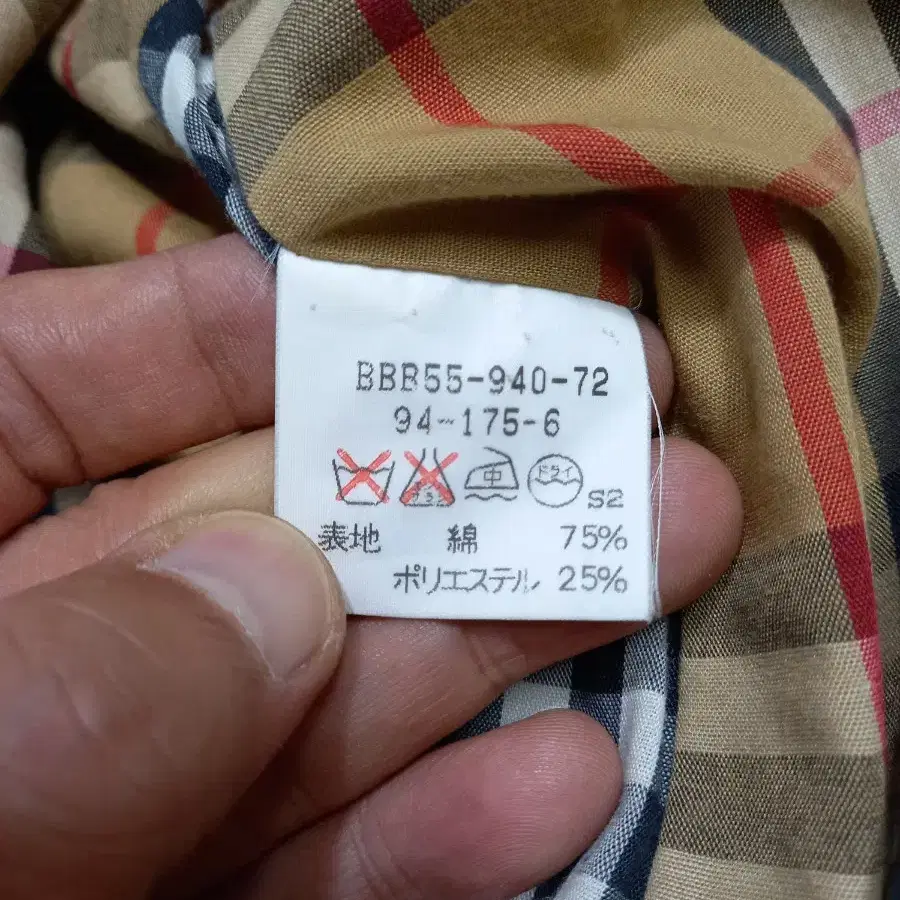 BBB55-940-72
94-175-6
中 ドライ S2
表地 綿 75%
ポリエステル 25%